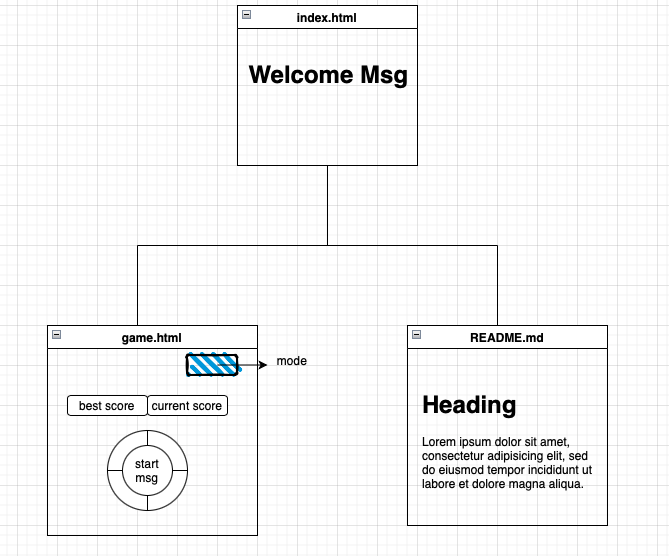 index.html
Welcome Msg
game.html
mode
best score
current score
start
msg
README.md
Heading
Lorem ipsum dolor sit amet,
consectetur adipisicing elit, sed
do eiusmod tempor incididunt ut
labore et dolore magna aliqua.